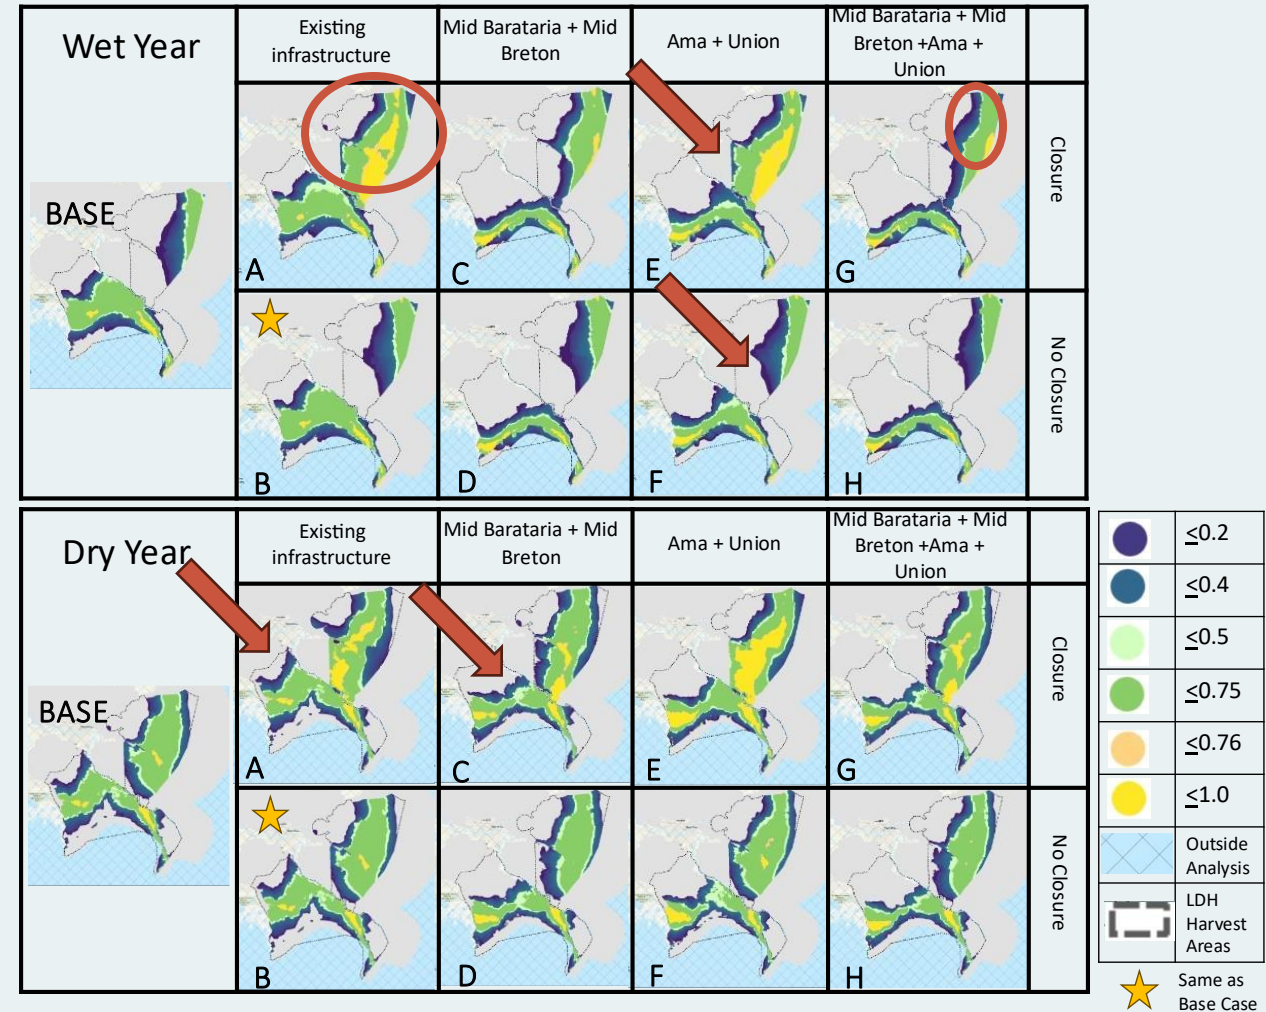 Wet Year
Existing
infrastructure
Mid Barataria + Mid
Breton
Ama + Union
Mid Barataria + Mid
Breton +Ama +
Union
BASE
A
C
E
G
Closure
B
D
F
H
No Closure
Dry Year
Existing
infrastructure
Mid Barataria + Mid
Breton
Ama + Union
Mid Barataria + Mid
Breton +Ama +
Union
BASE
A
C
E
G
Closure
B
D
F
H
No Closure
≤0.2
≤0.4
≤0.5
≤0.75
≤0.76
≤1.0
Outside
Analysis
LDH
Harvest
Areas
Same as
Base Case